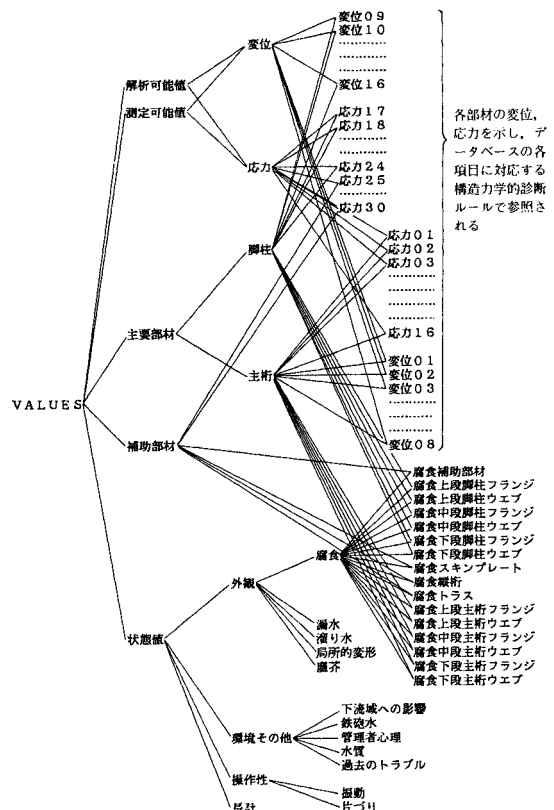 VALUES
解析可能値
測定可能値
主要部材
補助部材
状態値
変位
応力
脚柱
主桁
外観
環境その他
操作性
変位09
変位10
…………
…………
…………
変位16
応力17
応力18
…………
…………
応力24
応力25
…………
応力30
応力01
応力02
応力03
…………
…………
…………
…………
応力16
変位01
変位02
変位03
…………
…………
…………
変位08
各部材の変位,
応力を示し, デ
ータベースの各
項目に対応する
構造力学的診断
ルールで参照さ
れる
腐食
漏水
溜り水
局所的変形
塵芥
腐食補助部材
腐食上段脚柱フランジ
腐食上段脚柱ウエブ
腐食中段脚柱フランジ
腐食中段脚柱ウエブ
腐食下段脚柱フランジ
腐食下段脚柱ウエブ
腐食スキンプレート
腐食縦桁
腐食トラス
腐食上段主桁フランジ
腐食上段主桁ウエブ
腐食中段主桁フランジ
腐食中段主桁ウエブ
腐食下段主桁フランジ
腐食下段主桁ウエブ
下流域への影響
鉄砲水
管理者心理
水質
過去のトラブル
振動
片づり